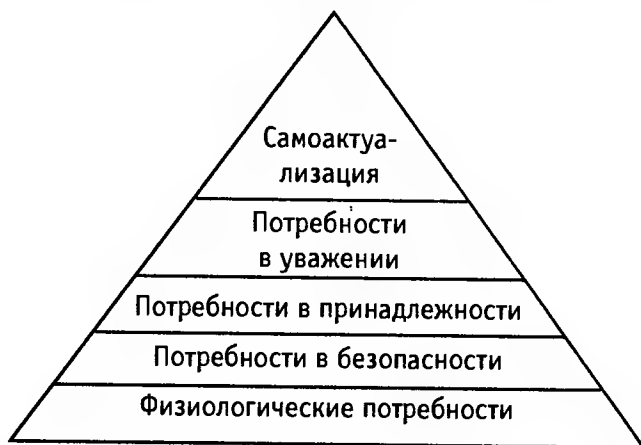 Самоактуа-
лизация
Потребности
в уважении
Потребности в принадлежности
Потребности в безопасности
Физиологические потребности